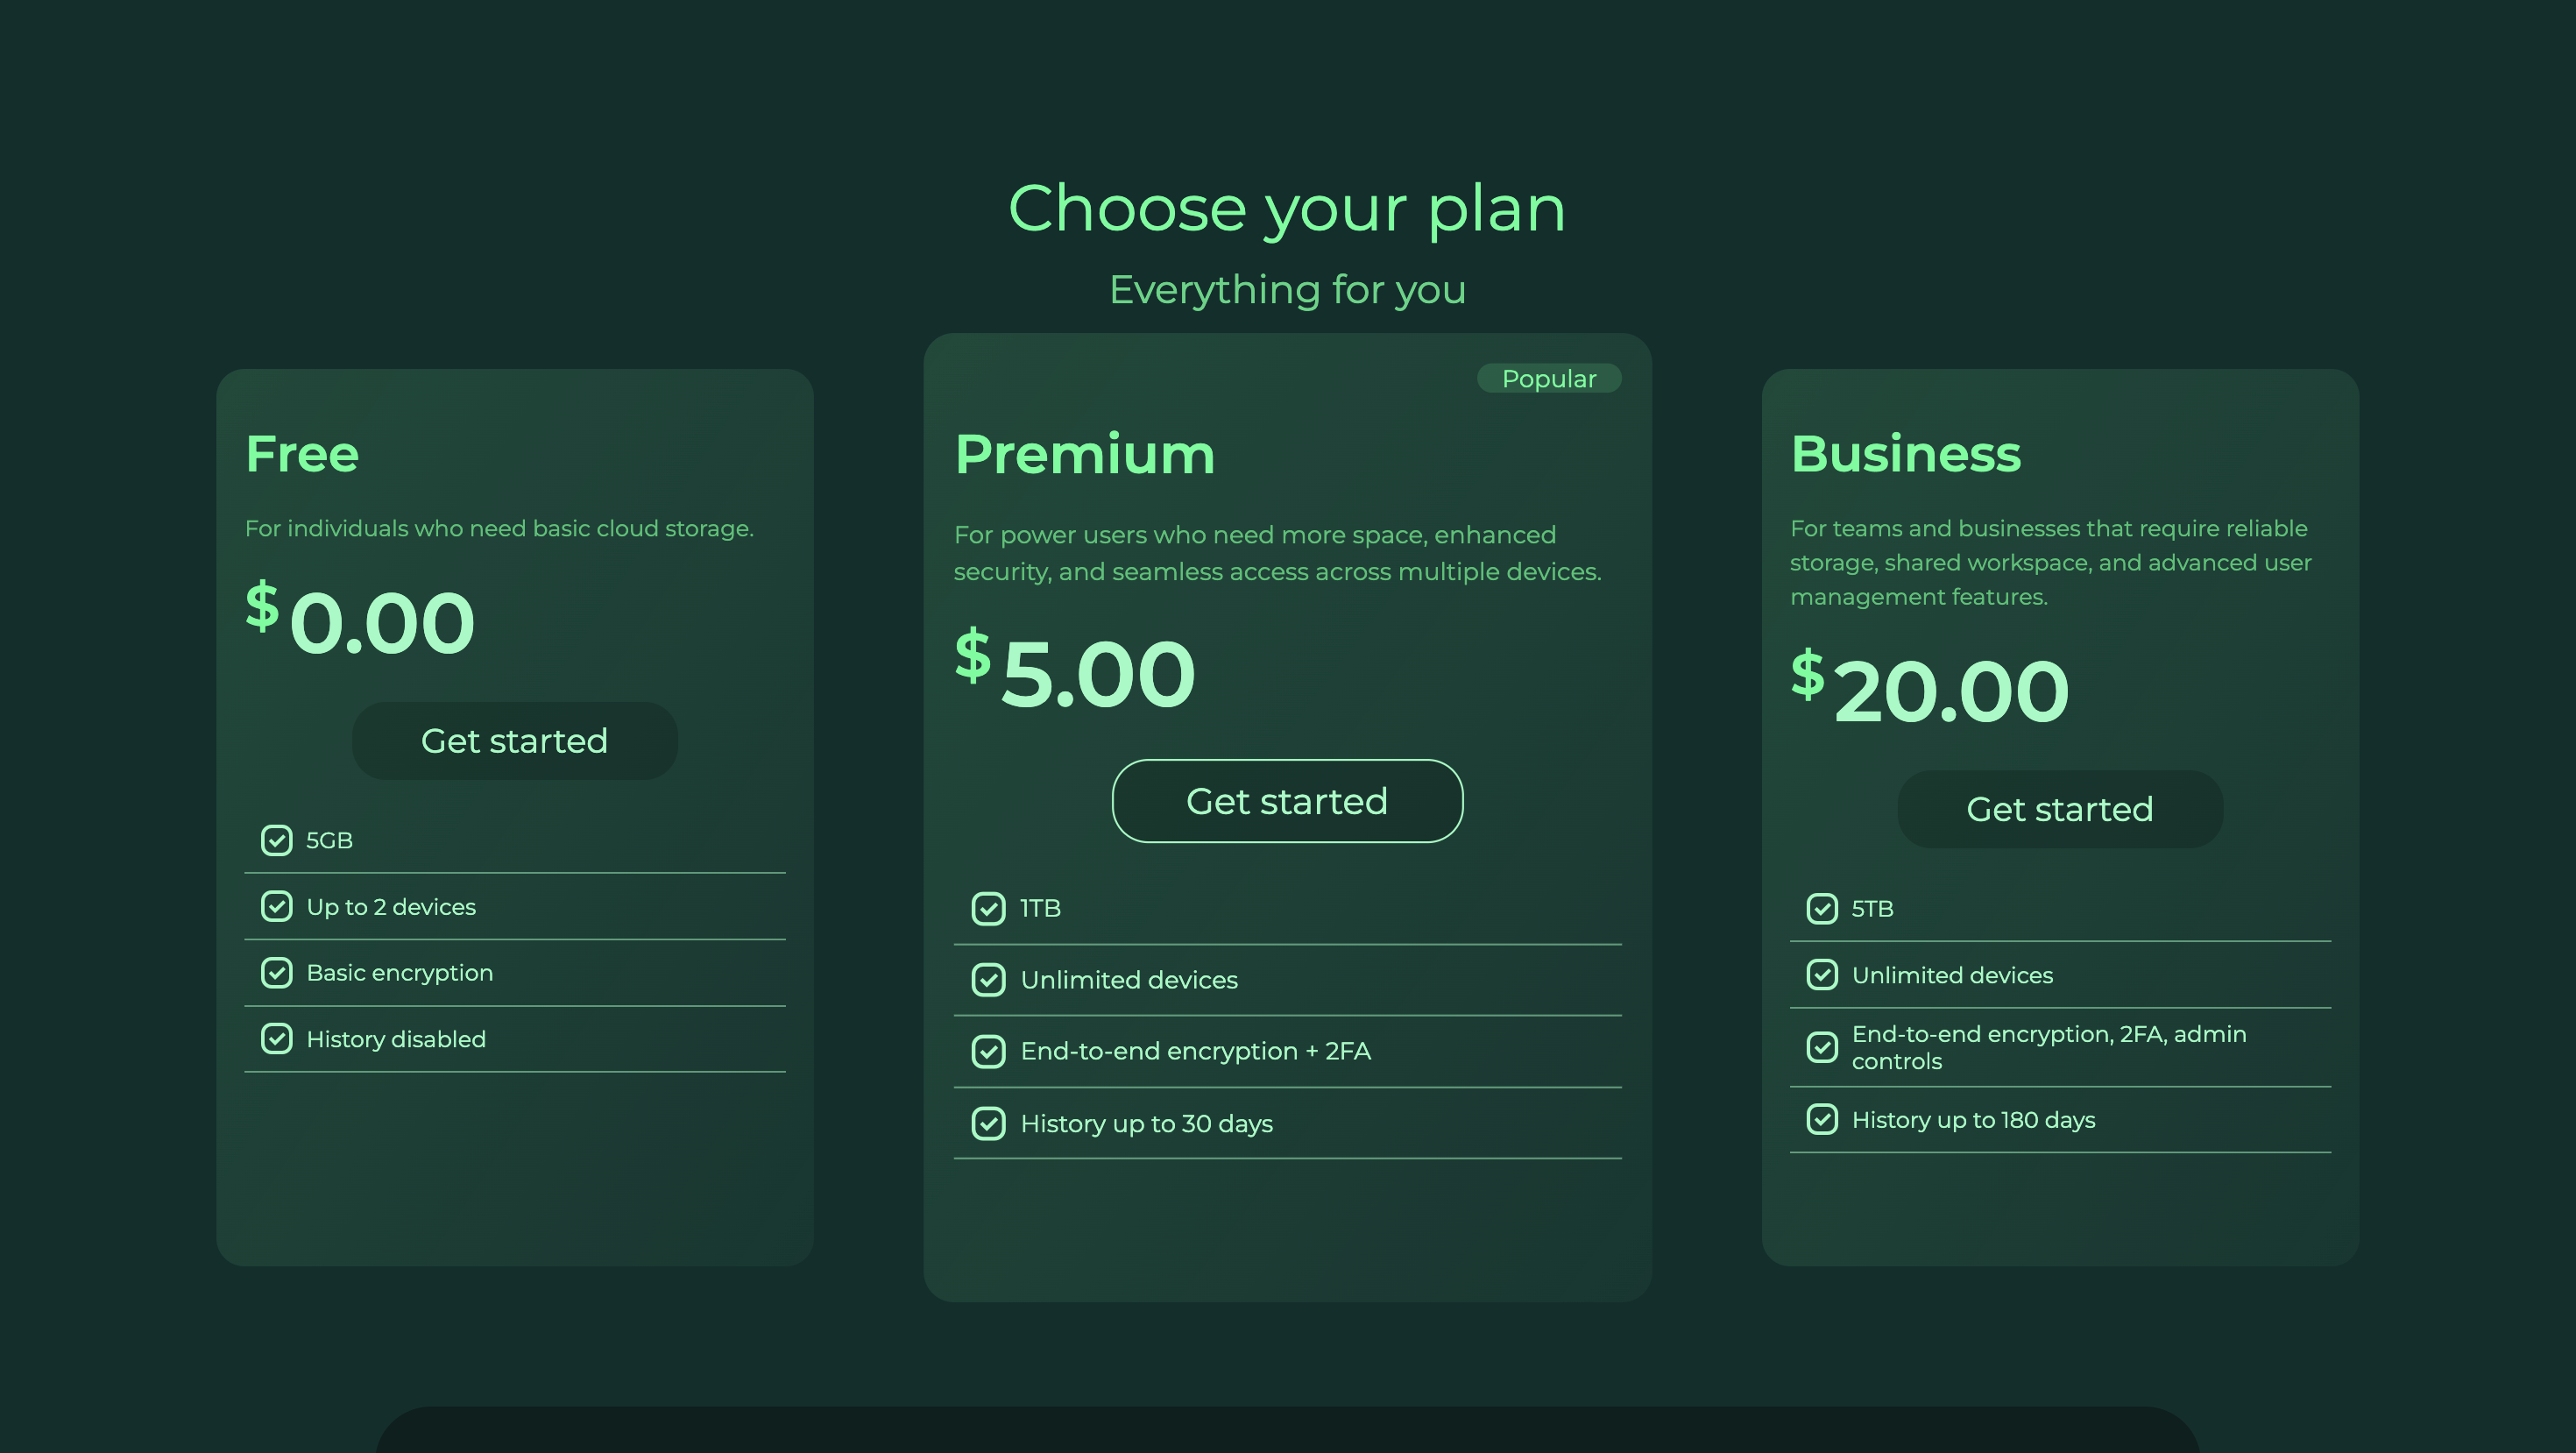 Choose your plan
Everything for you
Free
For individuals who need basic cloud storage.
$0.00
Get started
5GB
Up to 2 devices
Basic encryption
History disabled
Popular
Premium
For power users who need more space, enhanced
security, and seamless access across multiple devices.
$5.00
Get started
1TB
Unlimited devices
End-to-end encryption + 2FA
History up to 30 days
Business
For teams and businesses that require reliable
storage, shared workspace, and advanced user
management features.
$20.00
Get started
5TB
Unlimited devices
End-to-end encryption, 2FA, admin
controls
History up to 180 days